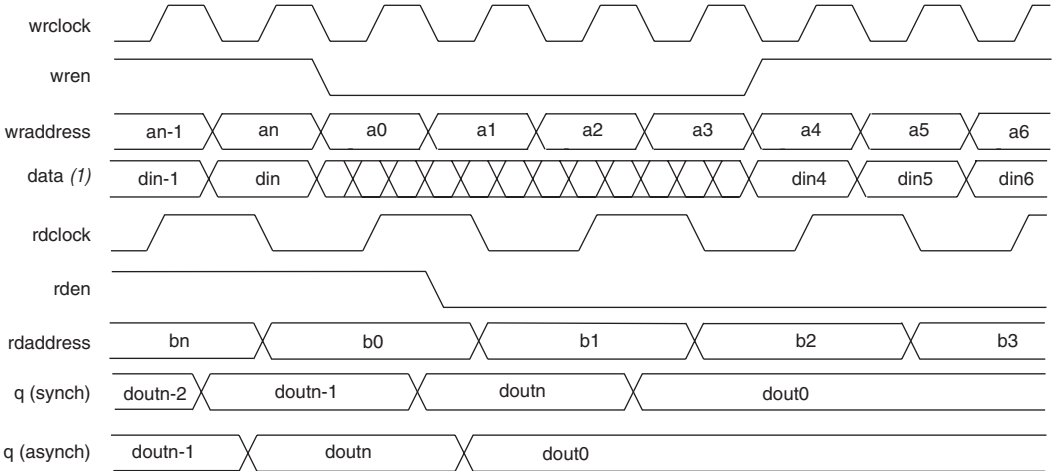 wrclock
wren
wraddress an-1 an a0 a1 a2 a3 a4 a5 a6
data (1) din-1 din din4 din5 din6
rdclock
rden
rdaddress bn b0 b1 b2 b3
q (synch) doutn-2 doutn-1 doutn dout0
q (asynch) doutn-1 doutn dout0